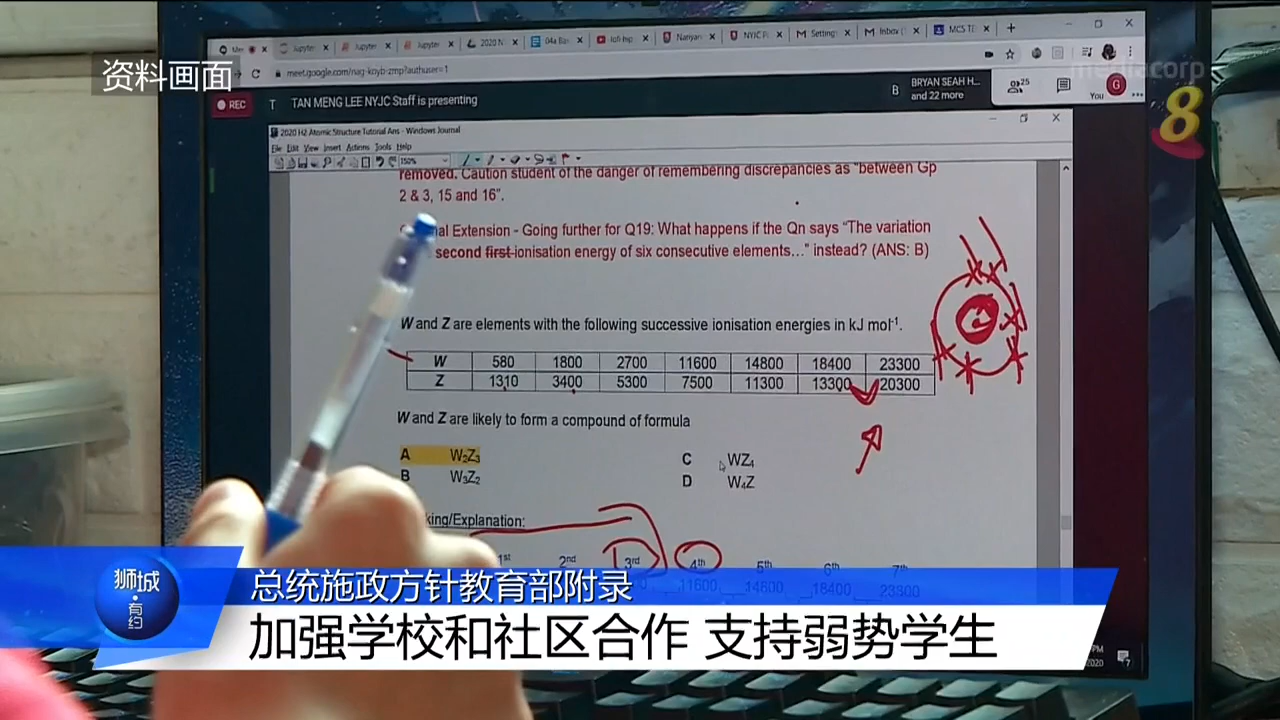 资料画面
mediacorp
8
meet.google.com/nag-koyb-zmp?authuser=1
REC
T TAN MENG LEE NYJC Staff is presenting
B BRYAN SEAH H...
and 22 more
25
You
G
2020 H2 Atomic Structure Tutorial Ans - Windows Journal
File Edit View Insert Actions Tools Help
150%
removed. Caution student of the danger of remembering discrepancies as "between Gp
2 & 3, 15 and 16".
al Extension - Going further for Q19: What happens if the Qn says "The variation
second first ionisation energy of six consecutive elements…" instead? (ANS: B)
W and Z are elements with the following successive ionisation energies in kJ mol-1.
W 580 1800 2700 11600 14800 18400 23300
Z 1310 3400 5300 7500 11300 13300 20300
W and Z are likely to form a compound of formula
A W2Z3 C WZ4
B W3Z2 D W4Z
king/Explanation:
1st 2nd 3rd 4th 5th 6th 7th
11600 14800 18400 23300
狮城有约
总统施政方针教育部附录
加强学校和社区合作 支持弱势学生